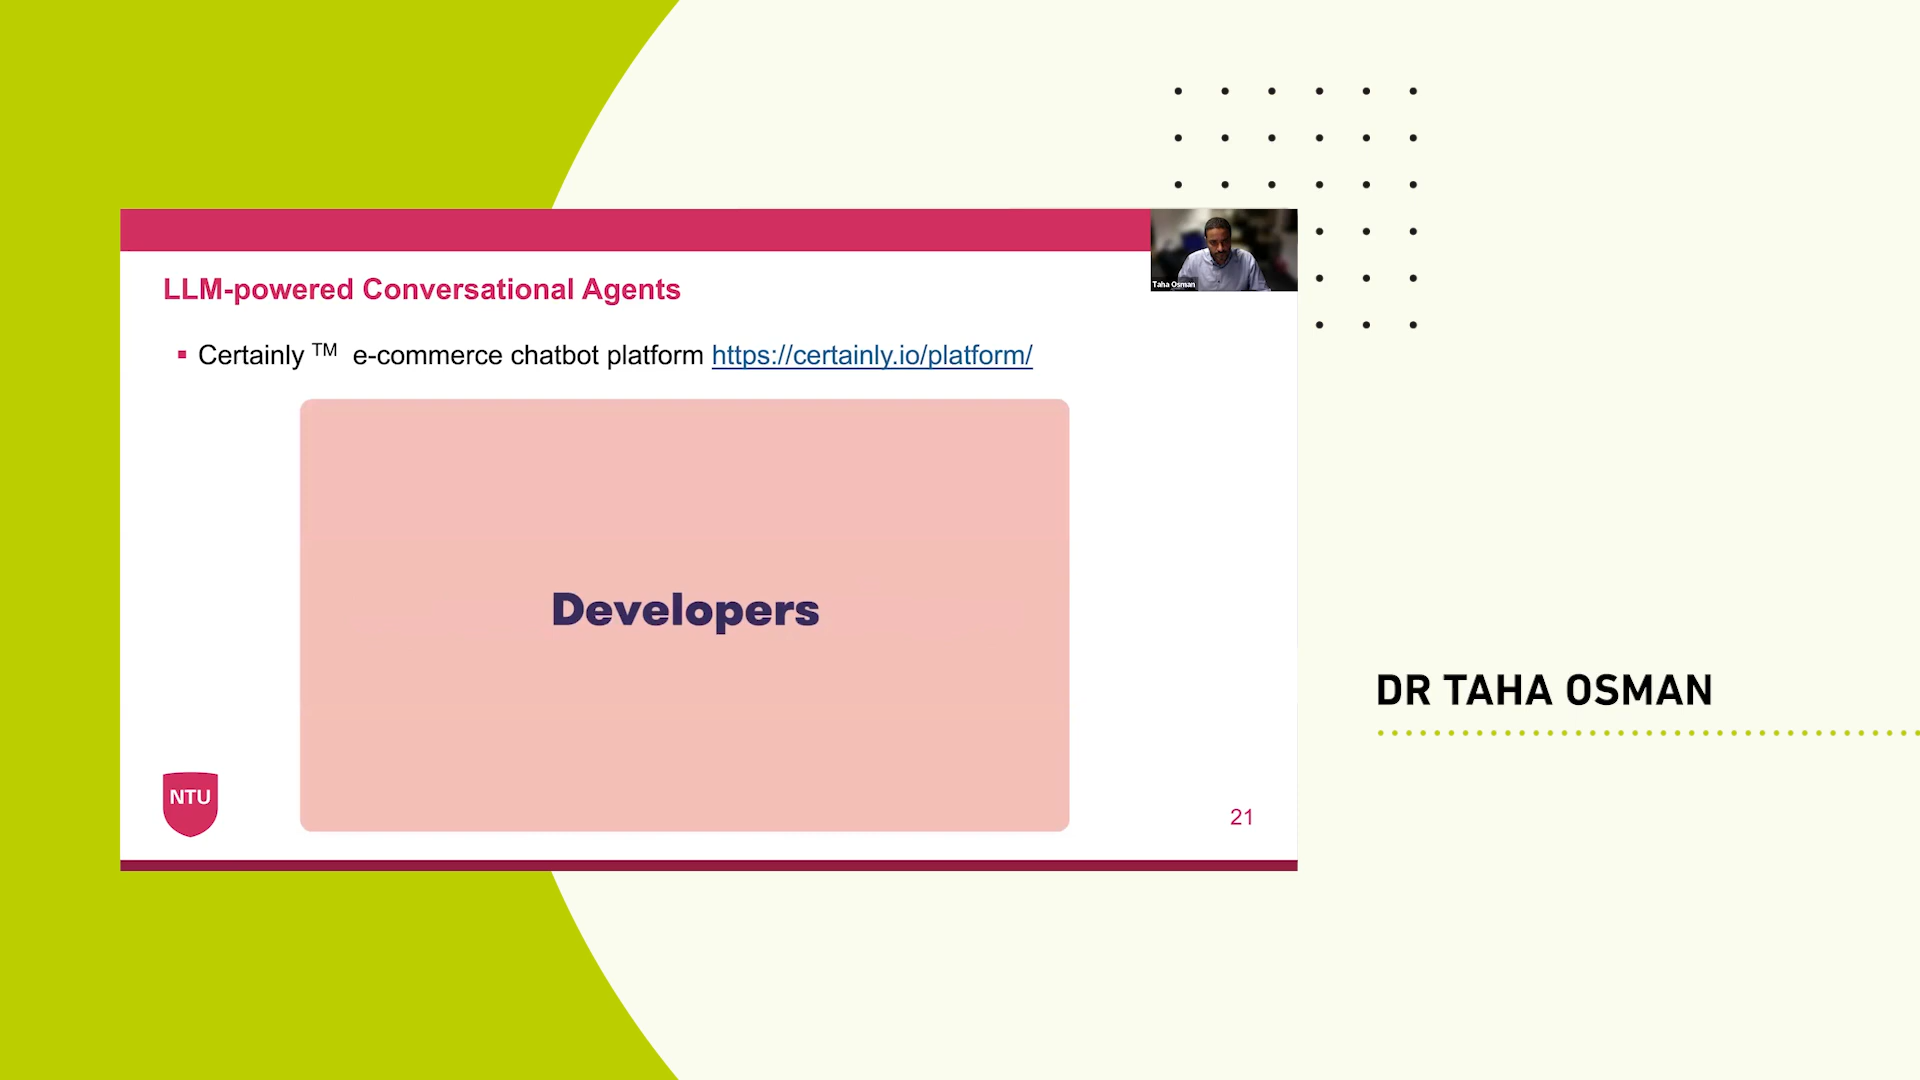 LLM-powered Conversational Agents
Taha Osman
▪ Certainly TM e-commerce chatbot platform https://certainly.io/platform/
Developers
NTU
21
DR TAHA OSMAN